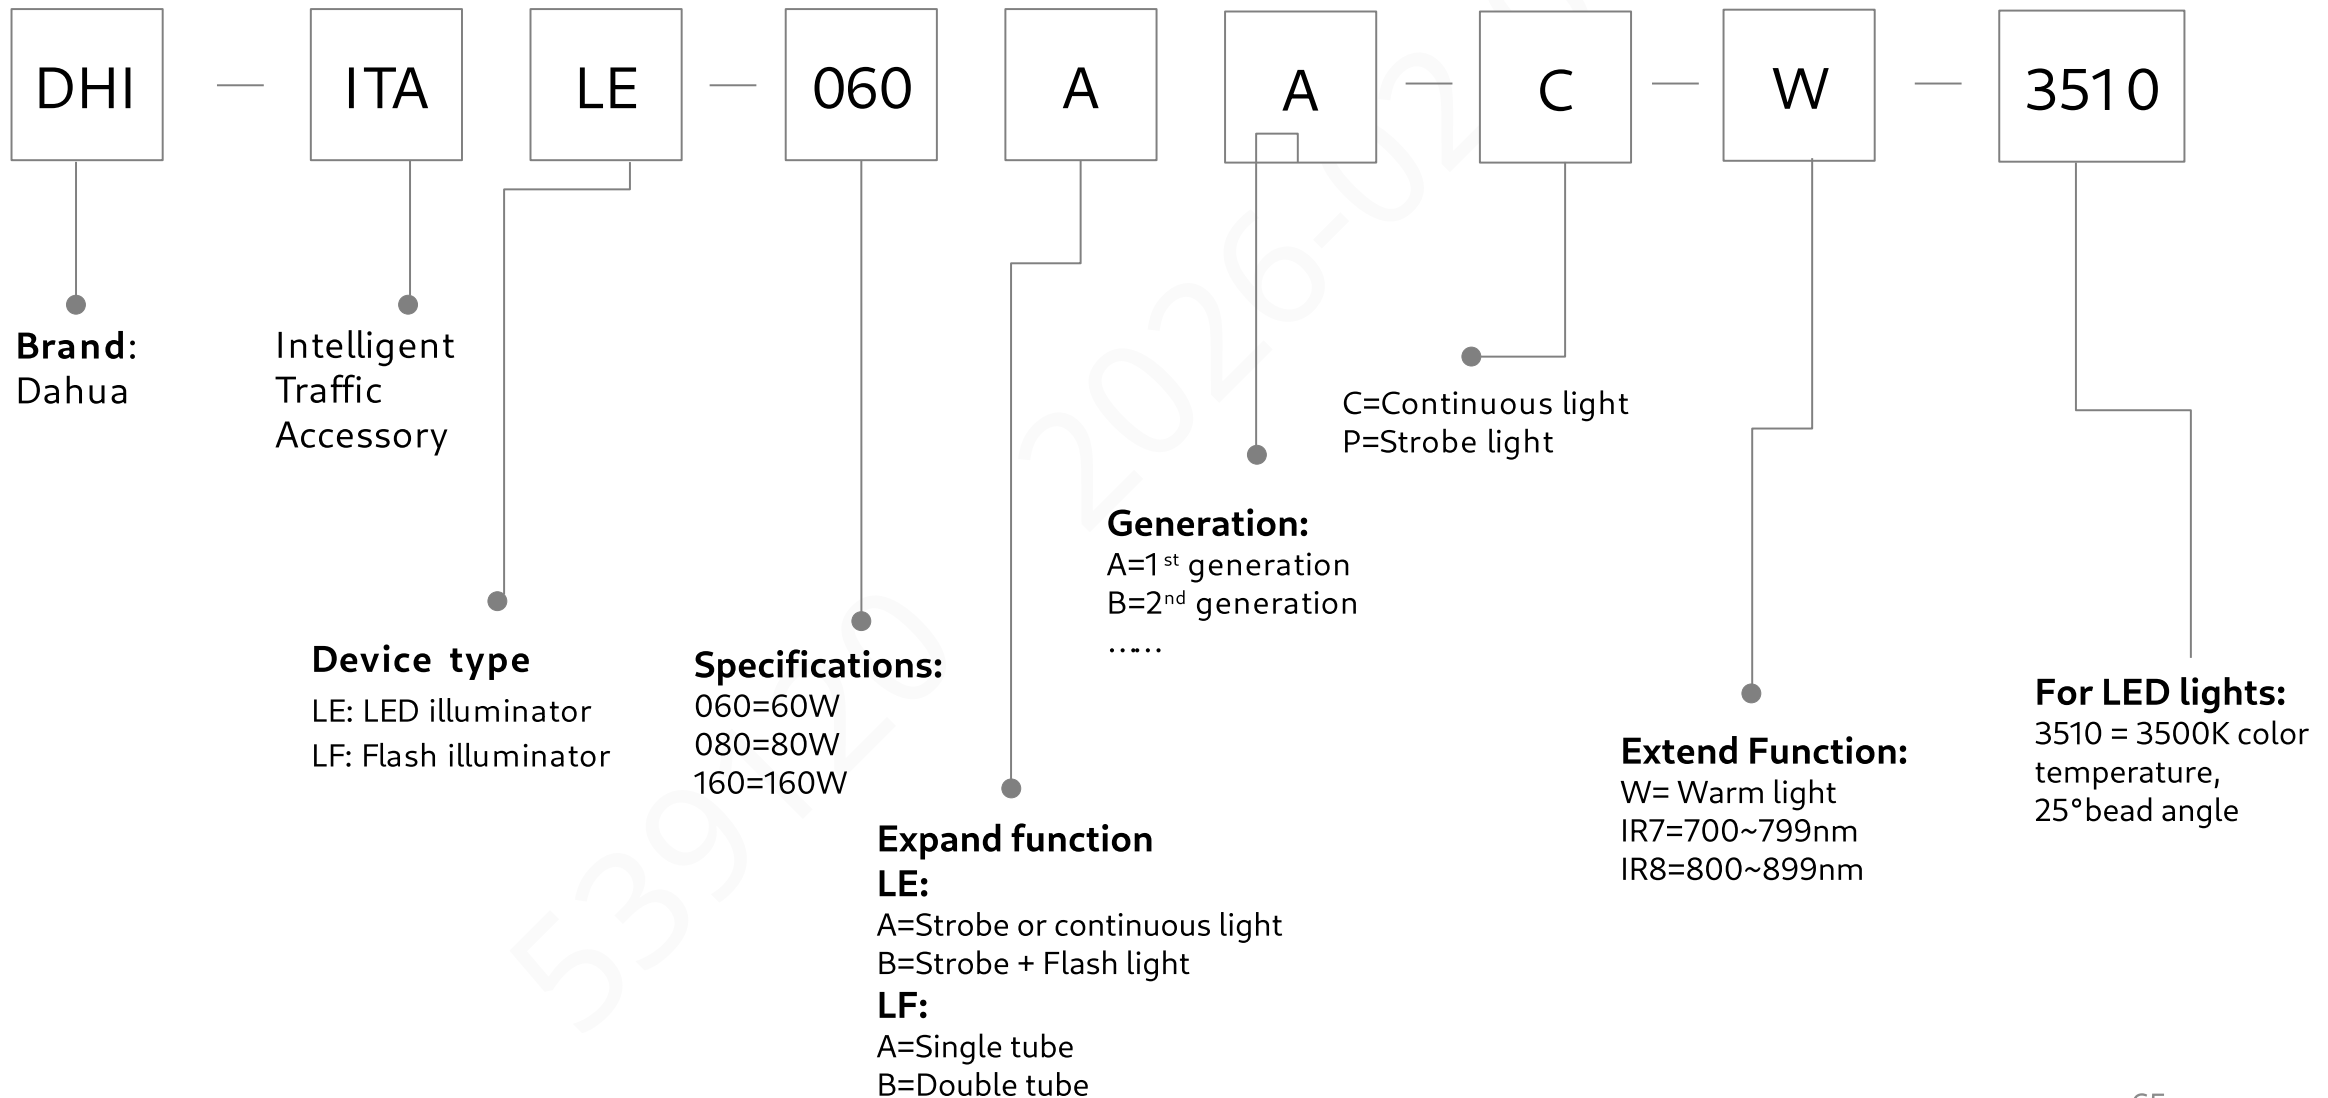 DHI — ITA LE — 060 A A — C — W — 3510
Brand:
Dahua
Intelligent
Traffic
Accessory
C=Continuous light
P=Strobe light
Generation:
A=1st generation
B=2nd generation
......
Device type
LE: LED illuminator
LF: Flash illuminator
Specifications:
060=60W
080=80W
160=160W
Expand function
LE:
A=Strobe or continuous light
B=Strobe + Flash light
LF:
A=Single tube
B=Double tube
Extend Function:
W= Warm light
IR7=700~799nm
IR8=800~899nm
For LED lights:
3510 = 3500K color
temperature,
25°bead angle